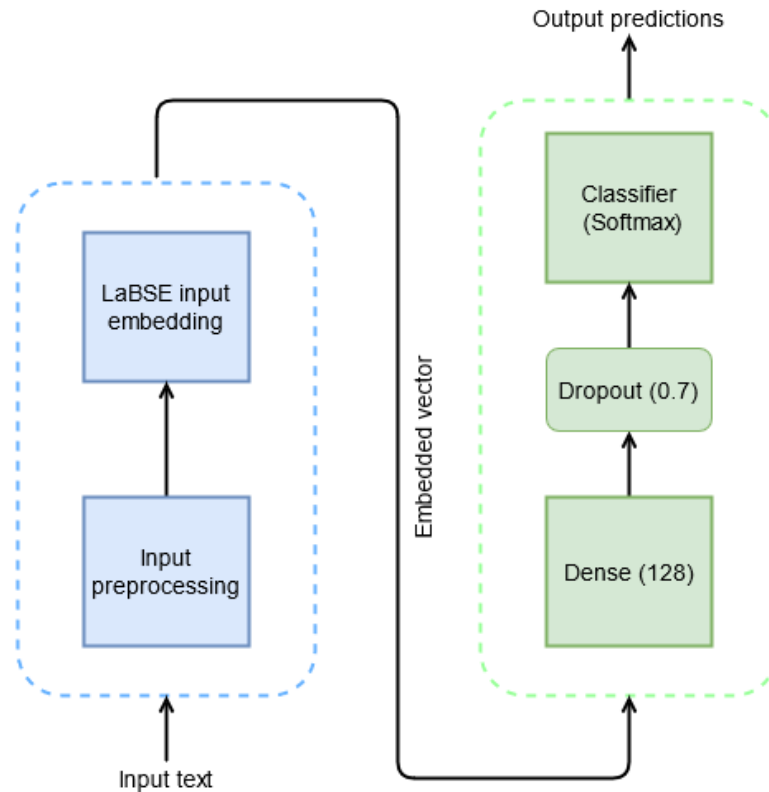 Input text
Input
preprocessing
LaBSE input
embedding
Embedded vector
Dense (128)
Dropout (0.7)
Classifier
(Softmax)
Output predictions